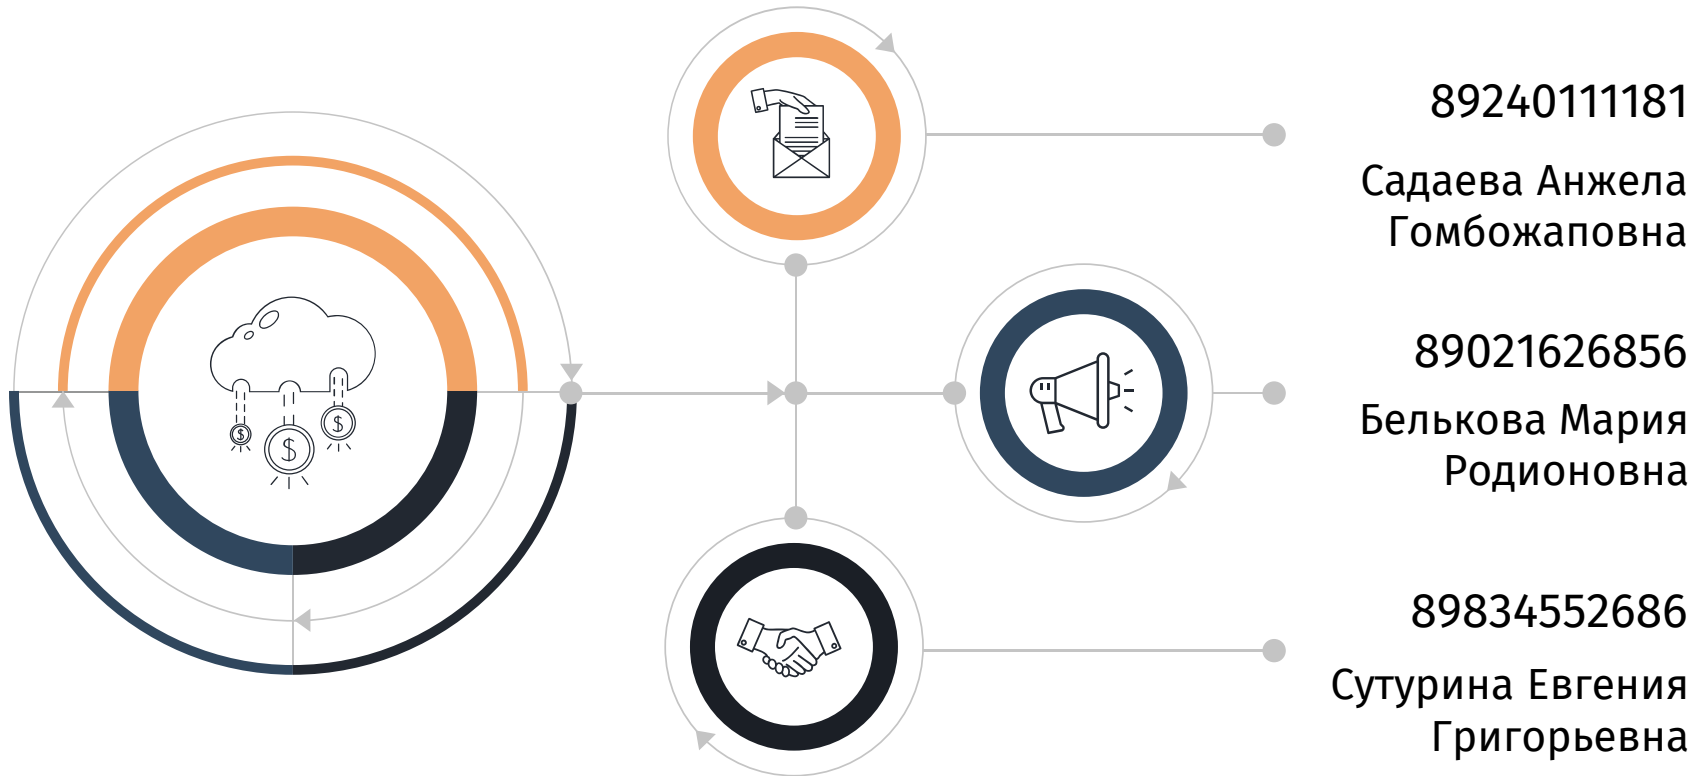 89240111181
Садаева Анжела
Гомбожаповна
89021626856
Белькова Мария
Родионовна
89834552686
Сутурина Евгения
Григорьевна